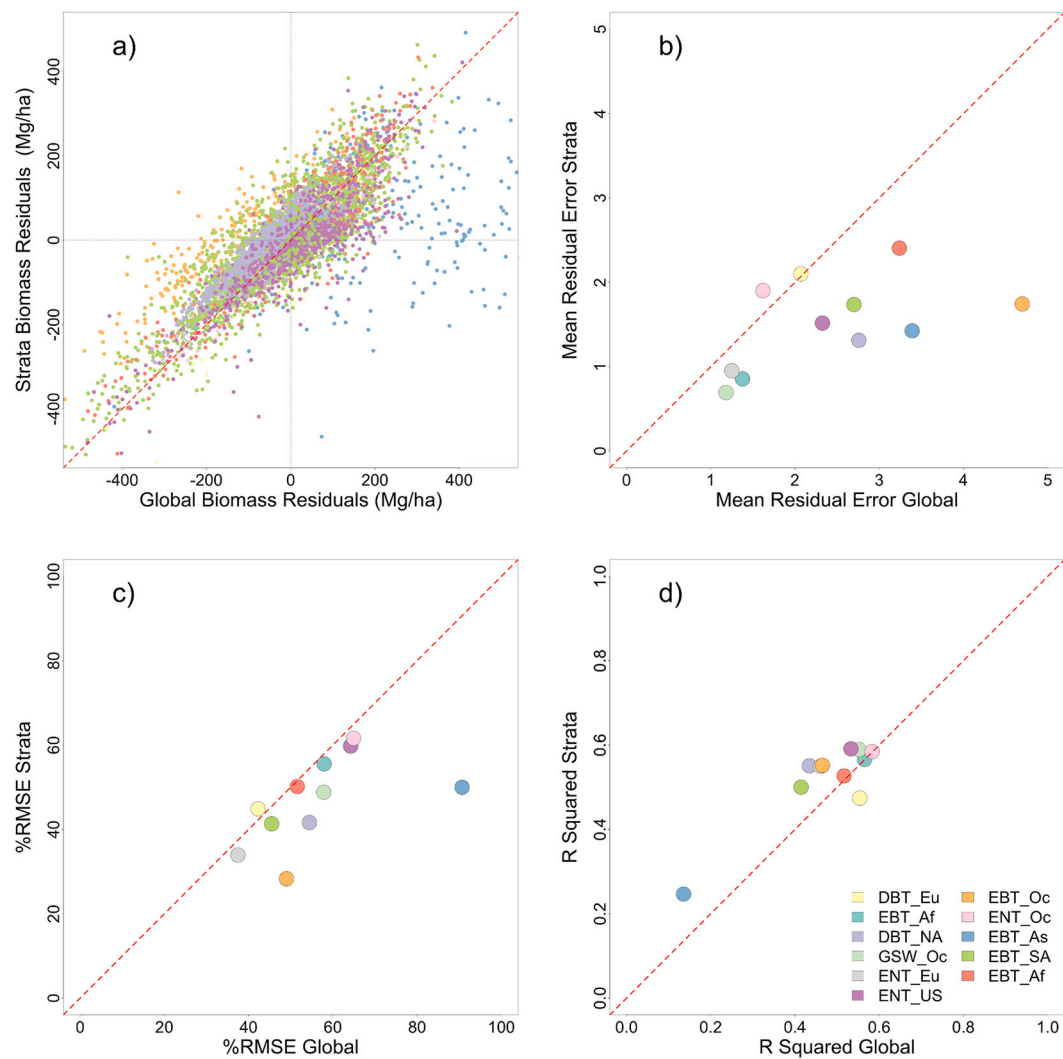 a)
Strata Biomass Residuals (Mg/ha)
400
200
0
-200
-400
-400 -200 0 200 400
Global Biomass Residuals (Mg/ha)
b)
Mean Residual Error Strata
5
4
3
2
1
0
0 1 2 3 4 5
Mean Residual Error Global
c)
%RMSE Strata
100
80
60
40
20
0
0 20 40 60 80 100
%RMSE Global
d)
R Squared Strata
1.0
0.8
0.6
0.4
0.2
0.0
DBT_Eu EBT_Oc
EBT_Af ENT_Oc
DBT_NA EBT_As
GSW_Oc EBT_SA
ENT_Eu EBT_Af
ENT_US
0.0 0.2 0.4 0.6 0.8 1.0
R Squared Global